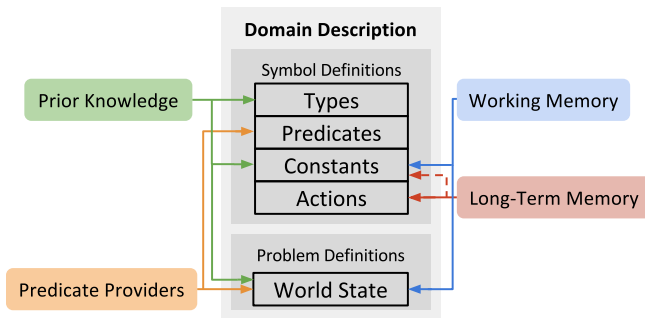 Domain Description
Symbol Definitions
Prior Knowledge
Types
Working Memory
Predicates
Constants
Actions
Long-Term Memory
Problem Definitions
Predicate Providers
World State